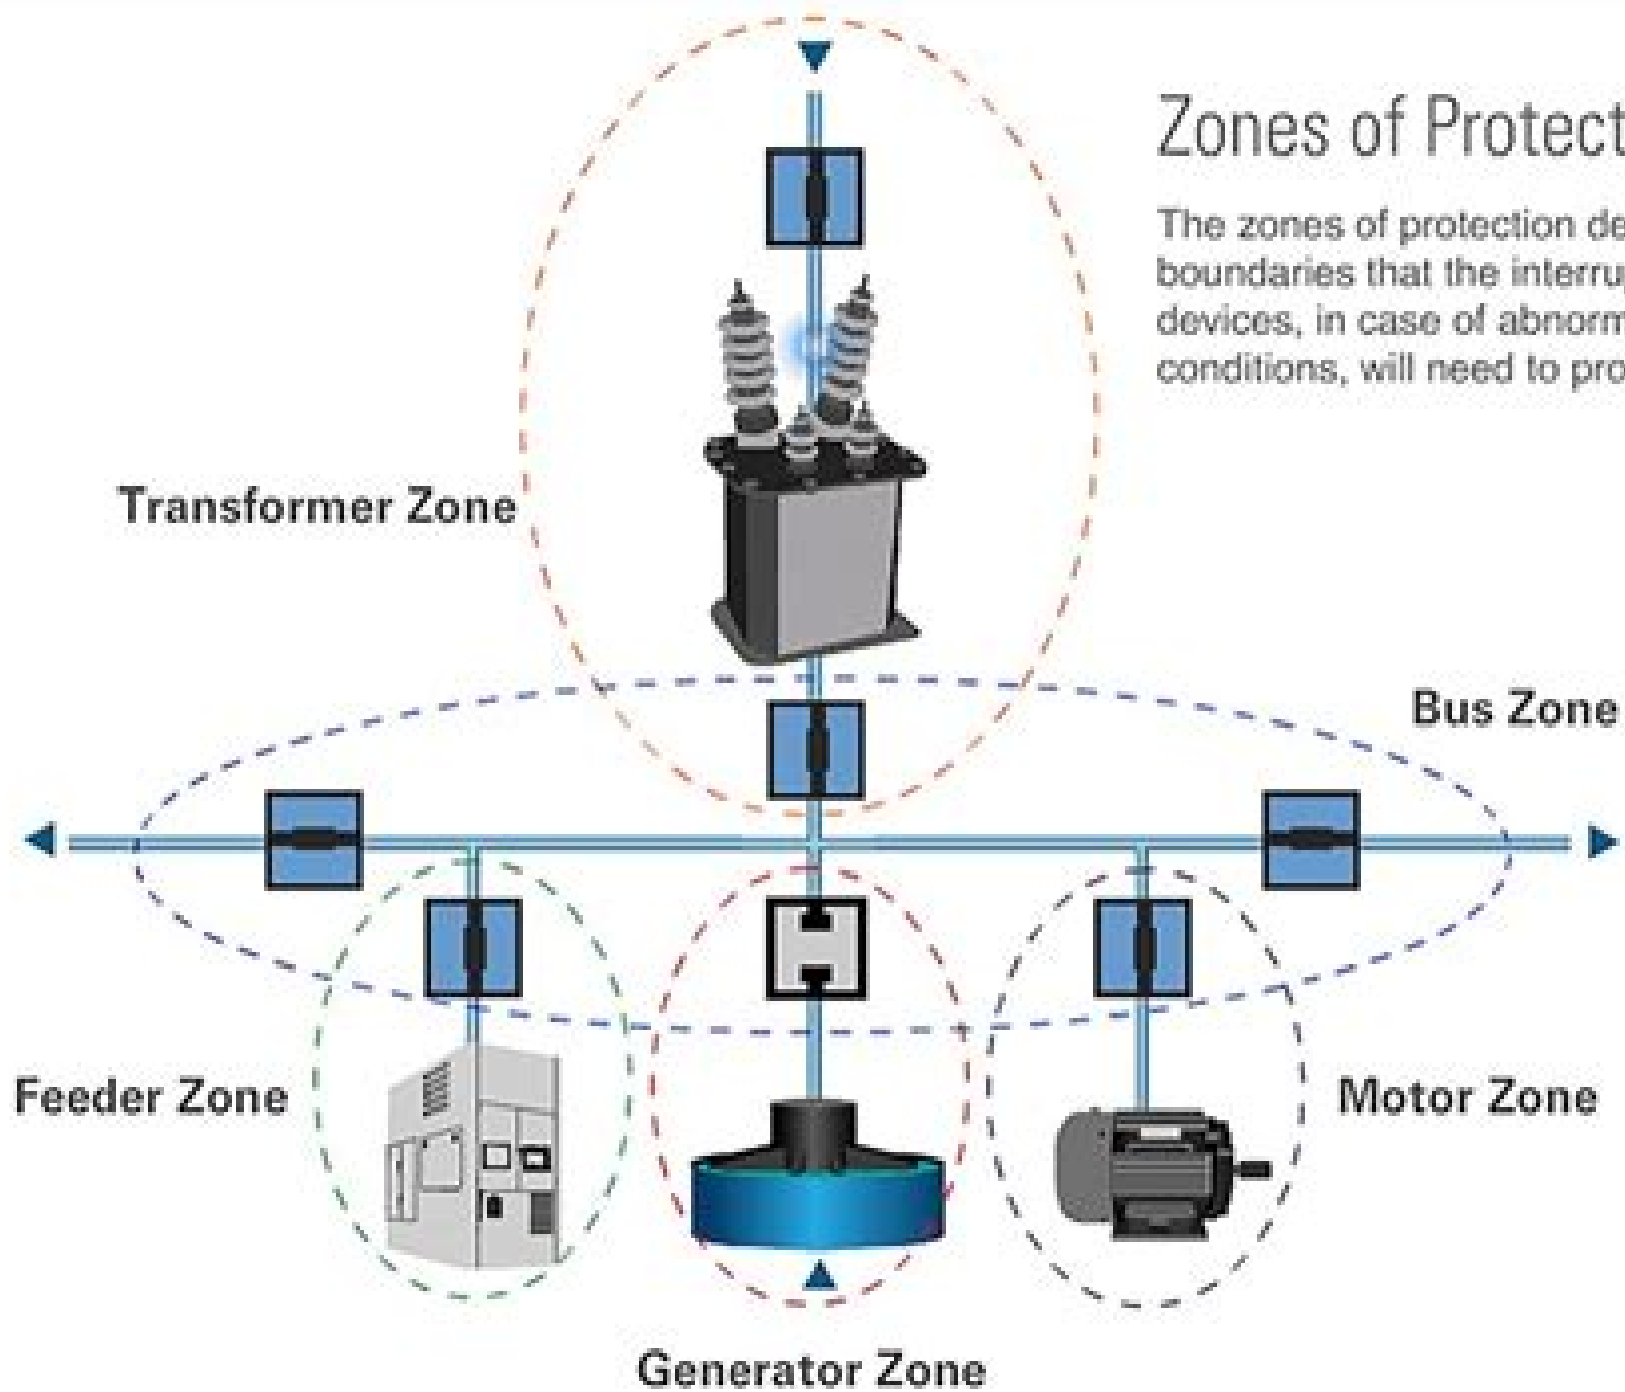 Zones of Protect
The zones of protection de
boundaries that the interru
devices, in case of abnorm
conditions, will need to pro
Transformer Zone
Bus Zone
Feeder Zone
Motor Zone
Generator Zone